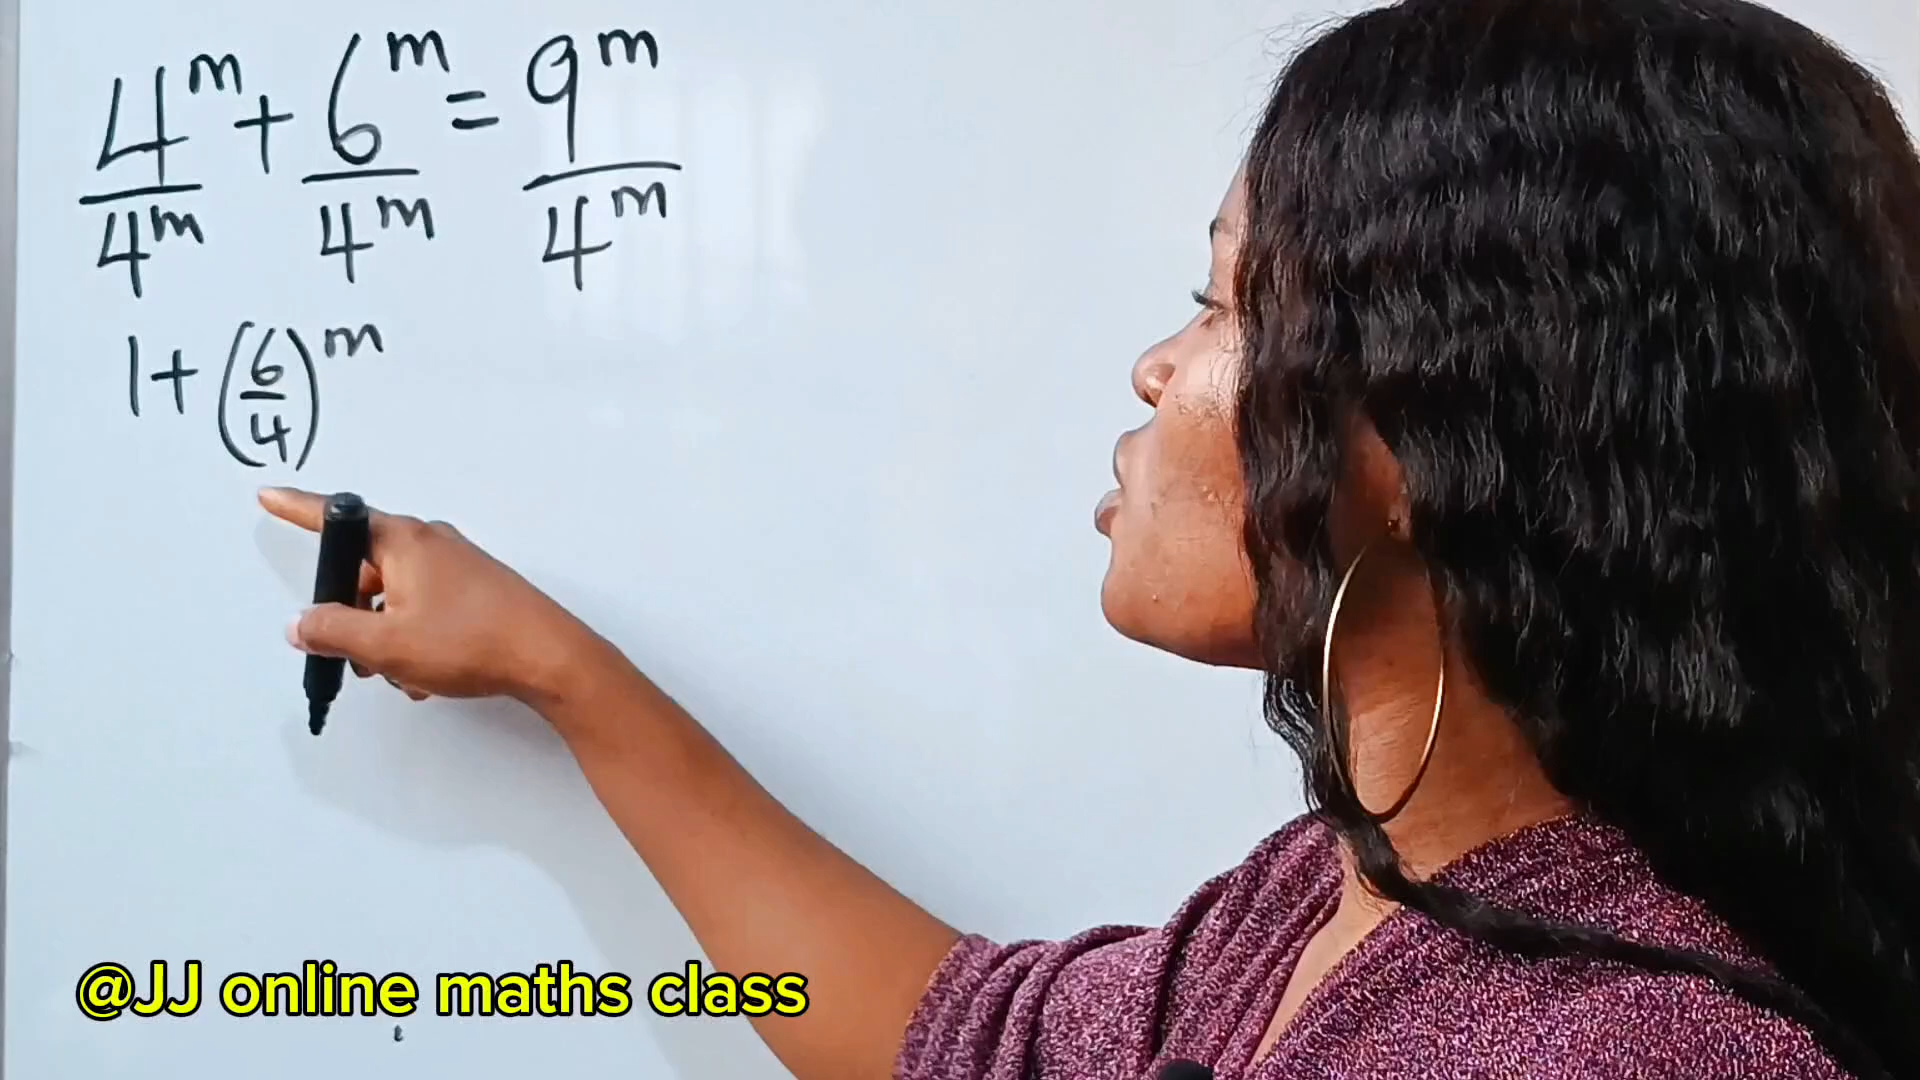 4^m + 6^m = 9^m
4^m 4^m 4^m
1 + (6/4)^m
@JJ online maths class